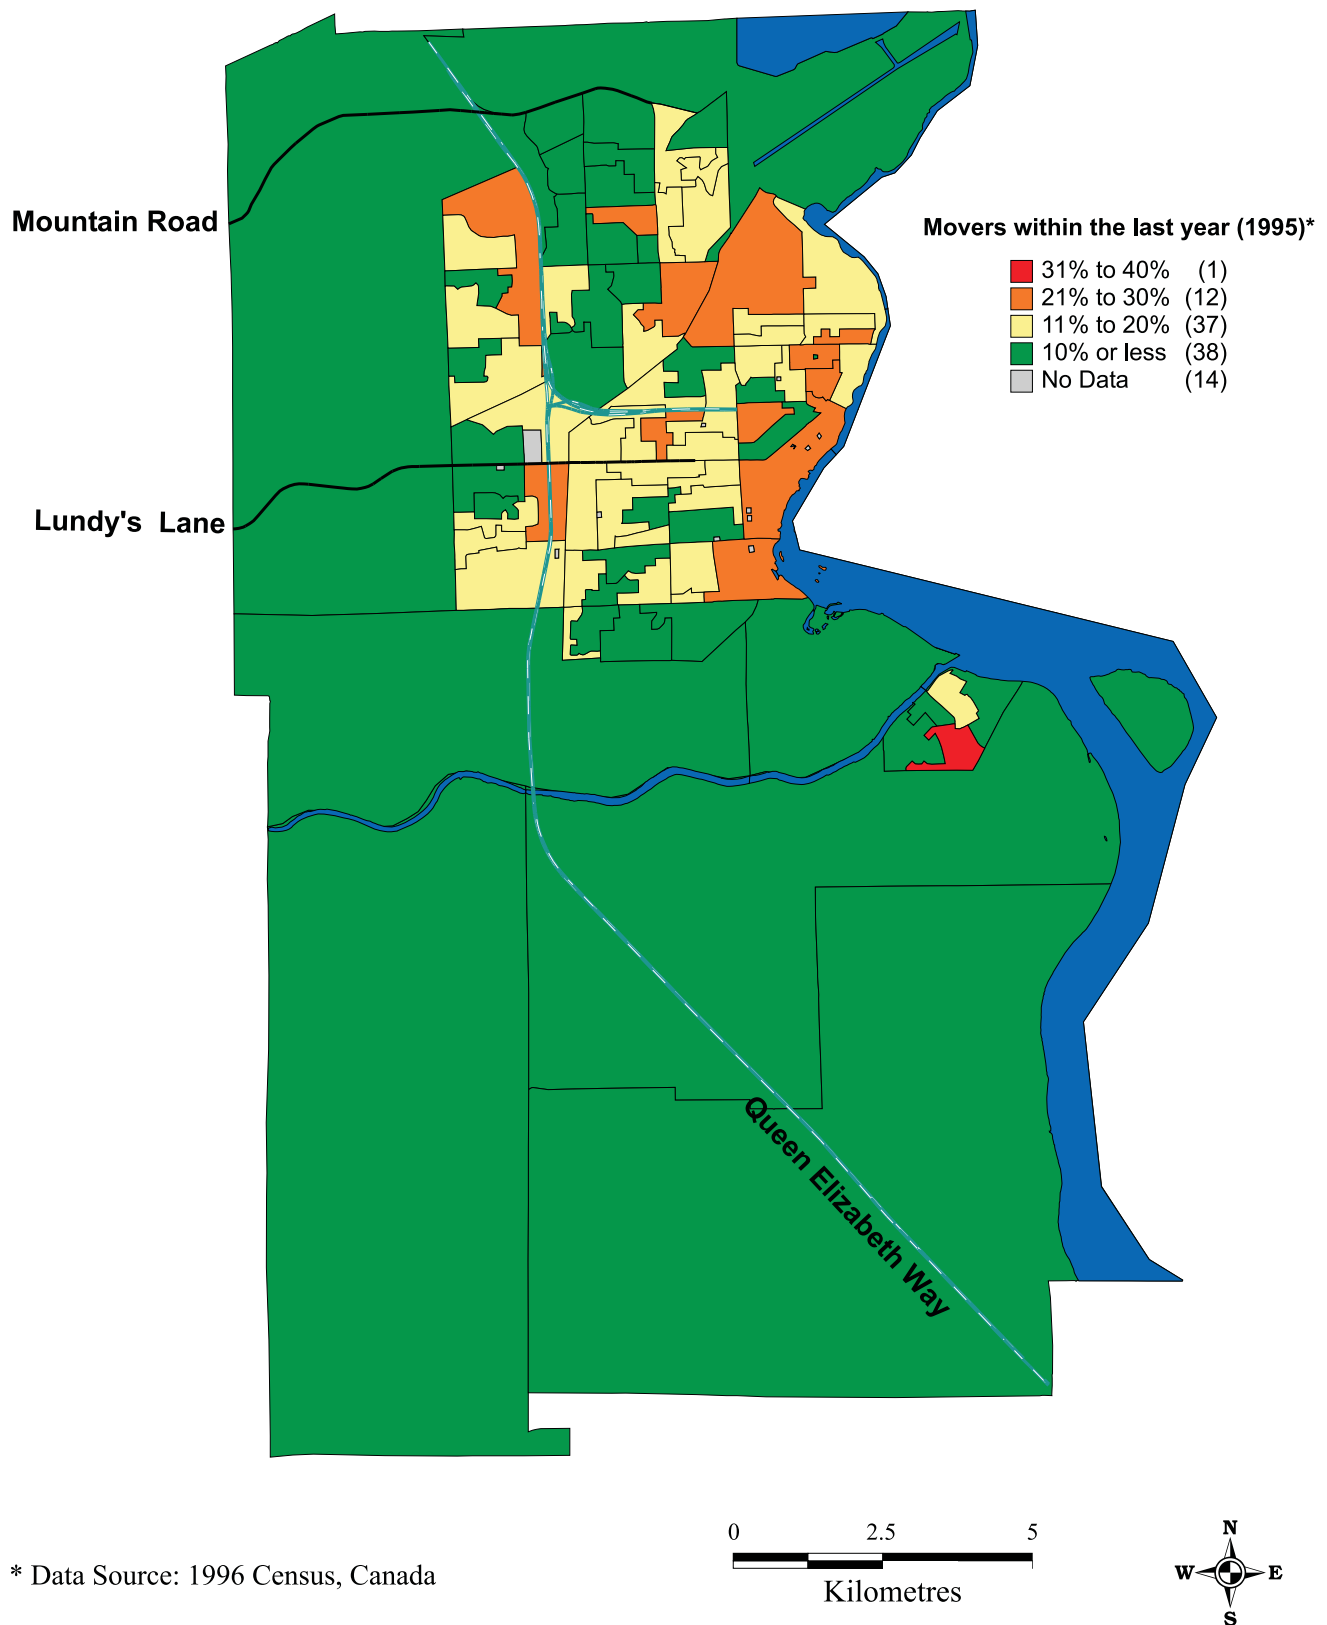 Mountain Road
Movers within the last year (1995)*
31% to 40% (1)
21% to 30% (12)
11% to 20% (37)
10% or less (38)
No Data (14)
Lundy's Lane
Queen Elizabeth Way
0 2.5 5
Kilometres
N
W E
S
* Data Source: 1996 Census, Canada